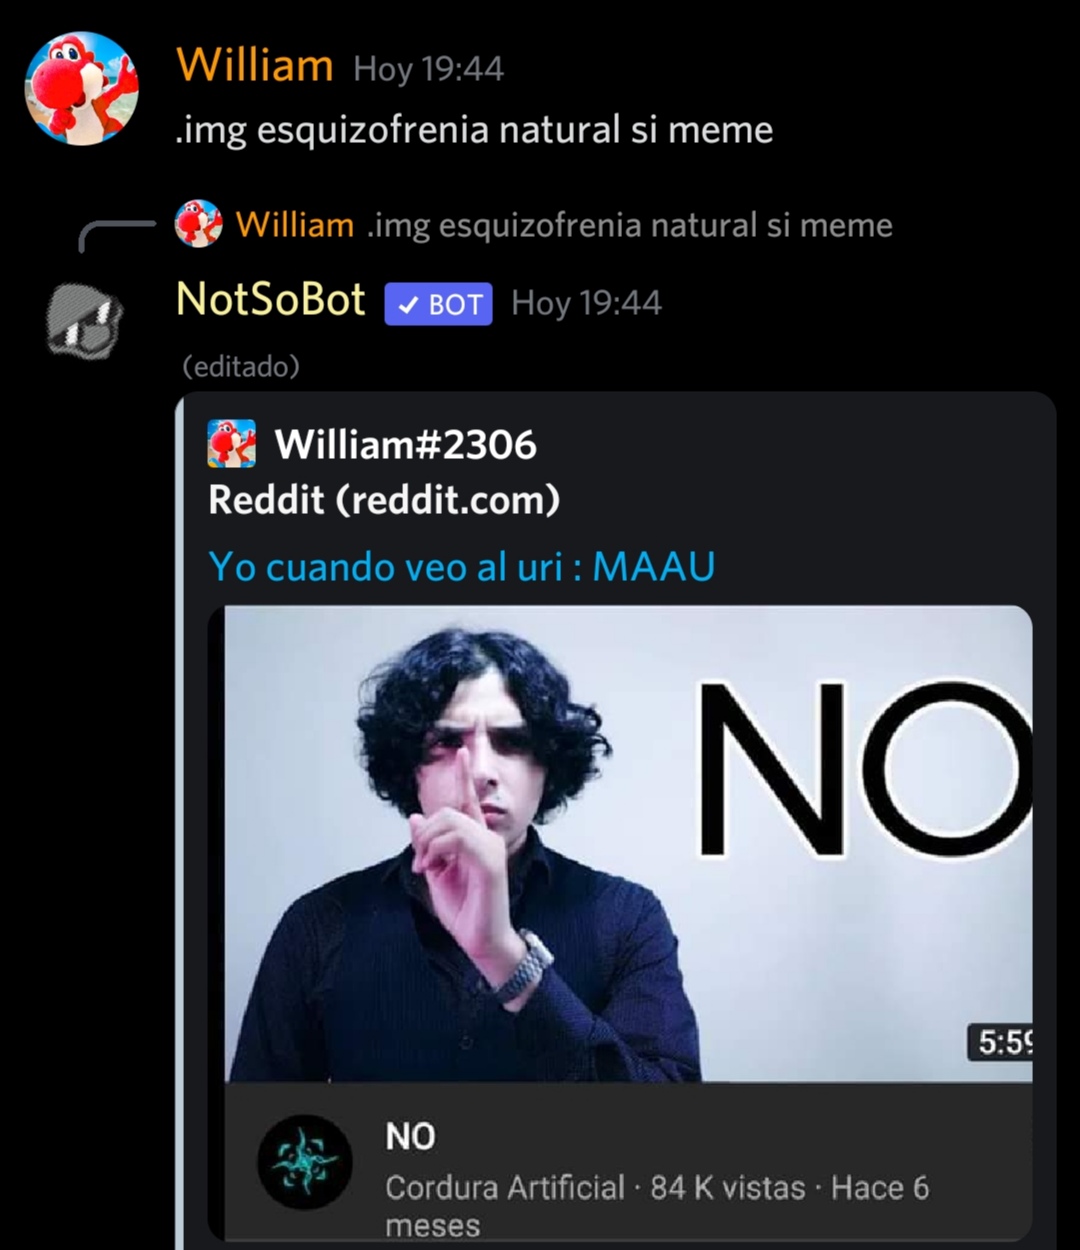 William Hoy 19:44
.img esquizofrenia natural si meme
William .img esquizofrenia natural si meme
NotSoBot ✓ BOT Hoy 19:44
(editado)
William#2306
Reddit (reddit.com)
Yo cuando veo al uri : MAAU
NO
5:59
NO
Cordura Artificial · 84 K vistas · Hace 6
meses